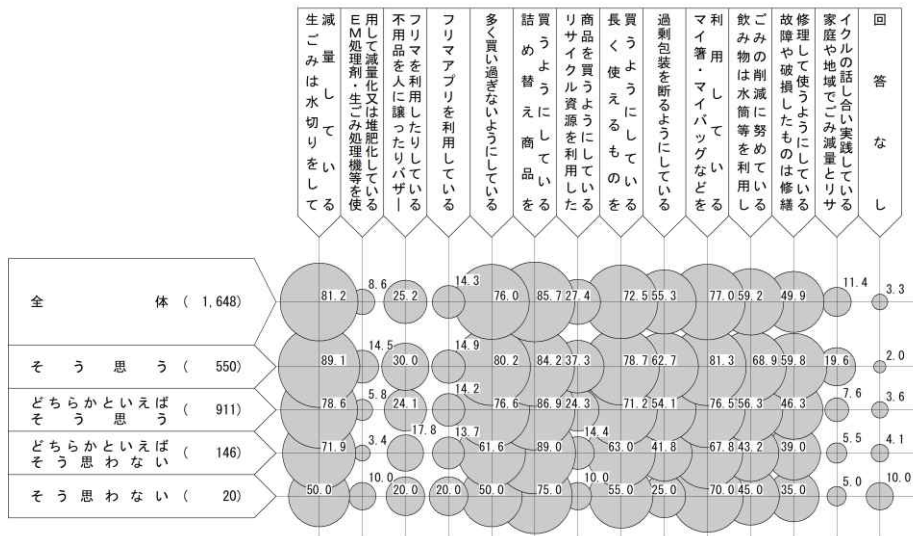 生ごみは水切りをして
減量している
EM処理剤・生ごみ処理機等を使
用して減量化又は堆肥化している
不用品を人に譲ったりバザー
フリマを利用したりしている
フリマアプリを利用している
多く買い過ぎないようにしている
詰め替え商品を
買うようにしている
リサイクル資源を利用した
商品を買うようにしている
長く使えるものを
買うようにしている
過剰包装を断るようにしている
マイ箸・マイバッグなどを
利用している
飲み物は水筒等を利用し
ごみの削減に努めている
故障や破損したものは修繕
修理して使うようにしている
家庭や地域でごみ減量とリサ
イクルの話し合い実践している
回答なし
全体 ( 1,648) 81.2 8.6 25.2 14.3 76.0 85.7 27.4 72.5 55.3 77.0 59.2 49.9 11.4 3.3
そう思う ( 550) 89.1 14.5 30.0 14.9 80.2 84.2 37.3 78.7 62.7 81.3 68.9 59.8 19.6 2.0
どちらかといえば
そう思う ( 911) 78.6 5.8 24.1 14.2 76.6 86.9 24.3 71.2 54.1 76.5 56.3 46.3 7.6 3.6
どちらかといえば
そう思わない ( 146) 71.9 3.4 17.8 13.7 61.6 89.0 14.4 63.0 41.8 67.8 43.2 39.0 5.5 4.1
そう思わない ( 20) 50.0 10.0 20.0 20.0 50.0 75.0 10.0 55.0 25.0 70.0 45.0 35.0 5.0 10.0